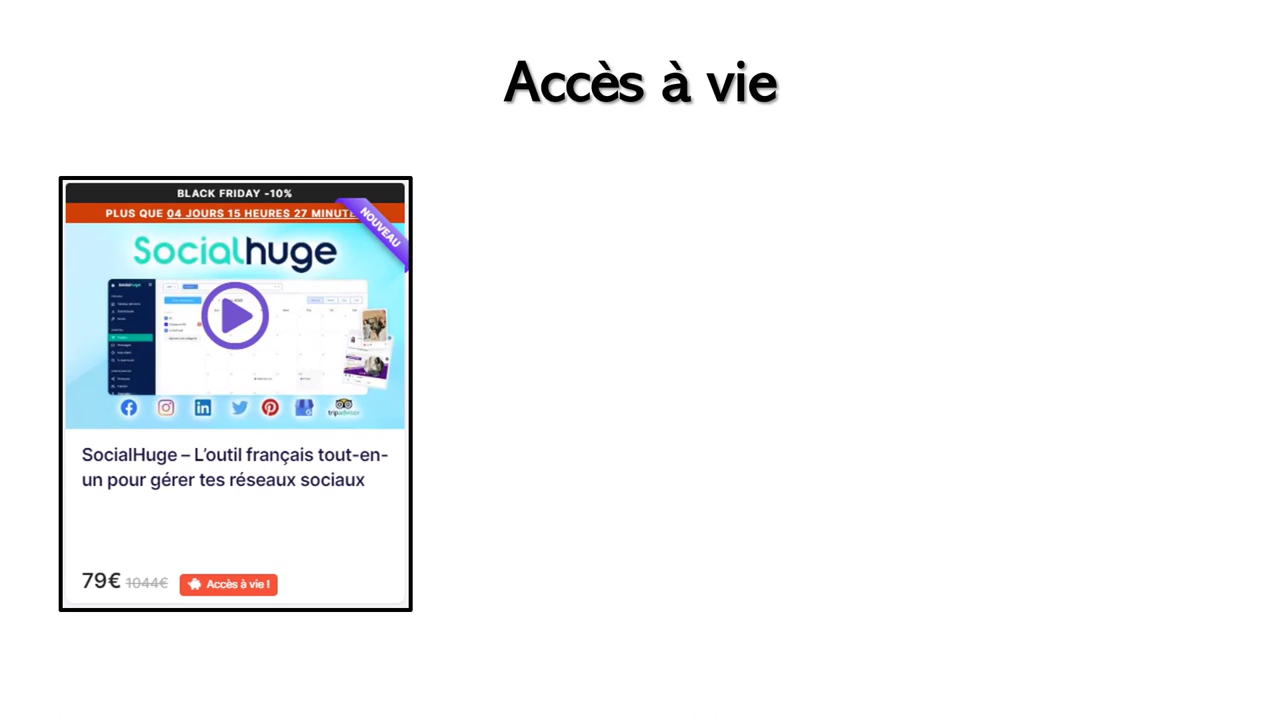 Accès à vie
BLACK FRIDAY -10%
PLUS QUE 04 JOURS 15 HEURES 27 MINUTE
NOUVEAU
Socialhuge
tripadvisor
SocialHuge – L’outil français tout-en-
un pour gérer tes réseaux sociaux
79€ 1044€ Accès à vie !